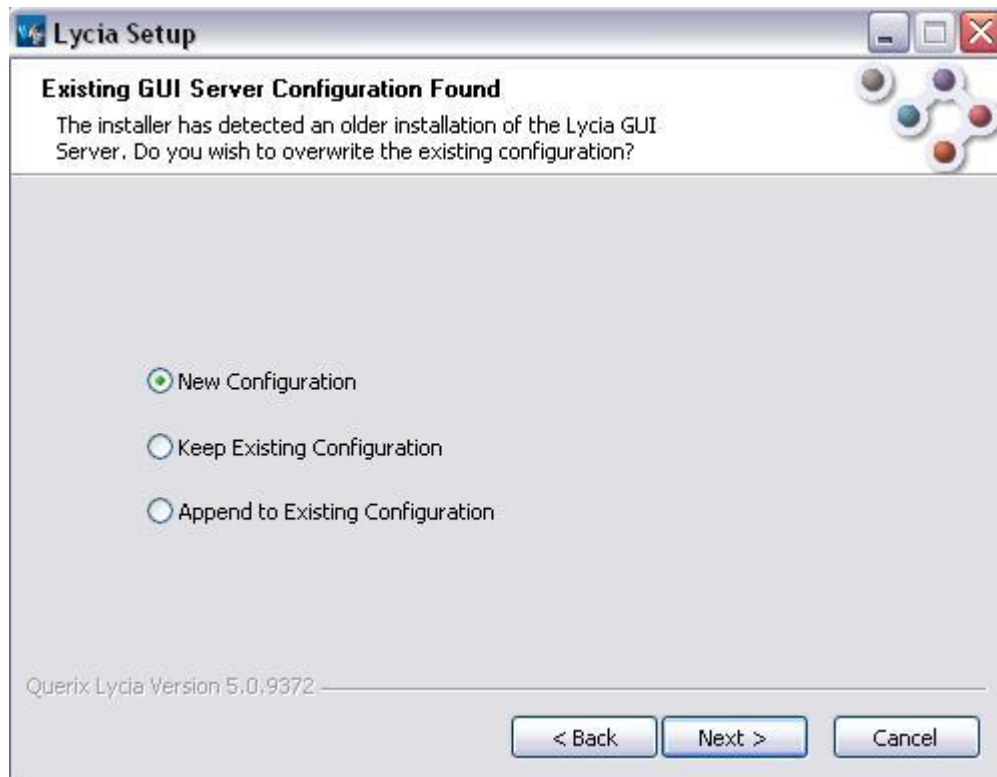 Lycia Setup
Existing GUI Server Configuration Found
The installer has detected an older installation of the Lycia GUI
Server. Do you wish to overwrite the existing configuration?
New Configuration
Keep Existing Configuration
Append to Existing Configuration
Querix Lycia Version 5.0.9372
< Back Next > Cancel